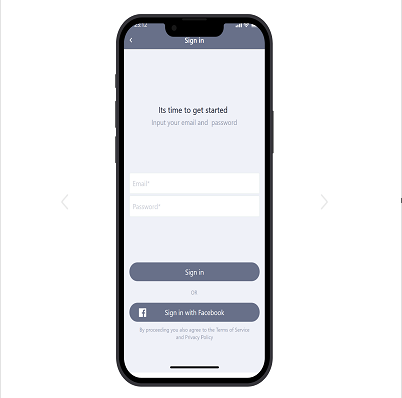 23:12
Sign in
Its time to get started
Input your email and password
Email*
Password*
Sign in
OR
Sign in with Facebook
By proceeding you also agree to the Terms of Service
and Privacy Policy